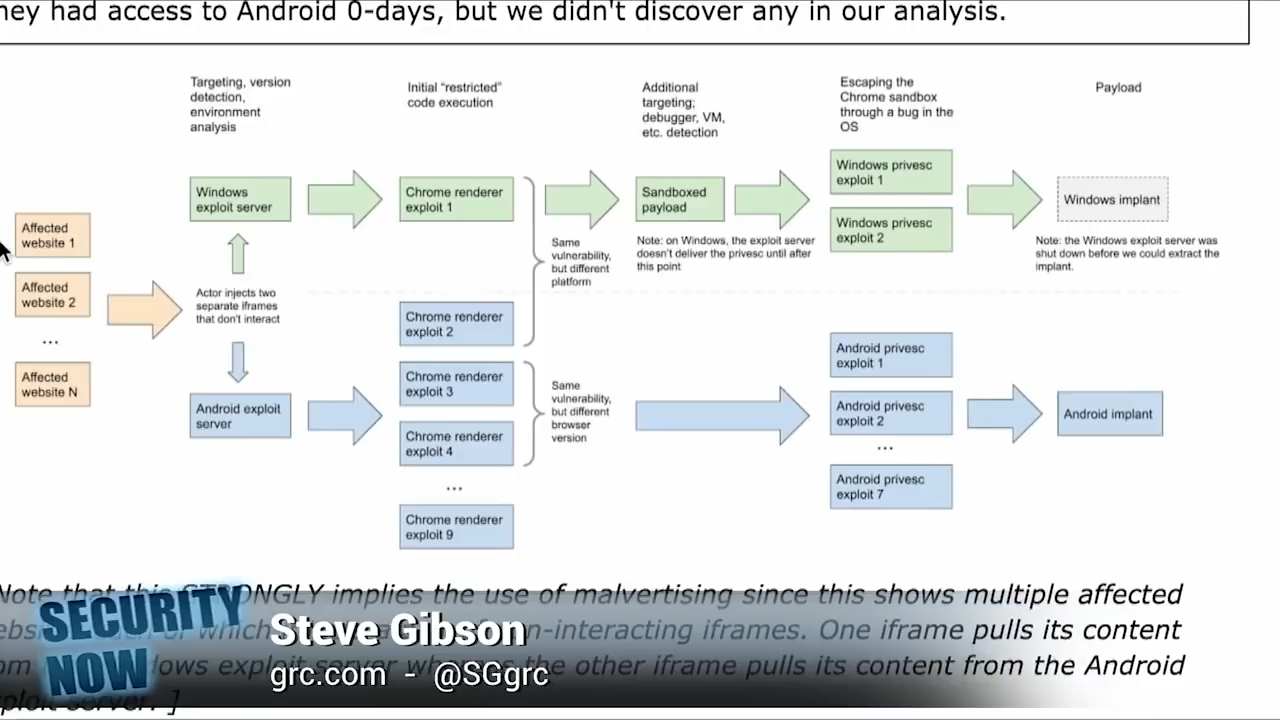 hey had access to Android 0-days, but we didn't discover any in our analysis.
Targeting, version
detection,
environment
analysis
Initial “restricted”
code execution
Additional
targeting;
debugger, VM,
etc. detection
Escaping the
Chrome sandbox
through a bug in the
OS
Payload
Affected
website 1
Affected
website 2
...
Affected
website N
Windows
exploit server
Actor injects two
separate iframes
that don't interact
Android exploit
server
Chrome renderer
exploit 1
Chrome renderer
exploit 2
Chrome renderer
exploit 3
Chrome renderer
exploit 4
...
Chrome renderer
exploit 9
Same
vulnerability,
but different
platform
Same
vulnerability,
but different
browser
version
Sandboxed
payload
Note: on Windows, the exploit server
doesn't deliver the privesc until after
this point
Windows privesc
exploit 1
Windows privesc
exploit 2
Android privesc
exploit 1
Android privesc
exploit 2
...
Android privesc
exploit 7
Windows implant
Note: the Windows exploit server was
shut down before we could extract the
implant.
Android implant
Note that this STRONGLY implies the use of malvertising since this shows multiple affected
which n-interacting iframes. One iframe pulls its content
dows exploit server the other iframe pulls its content from the Android
exploit server. ]
SECURITY
NOW
Steve Gibson
grc.com - @SGgrc